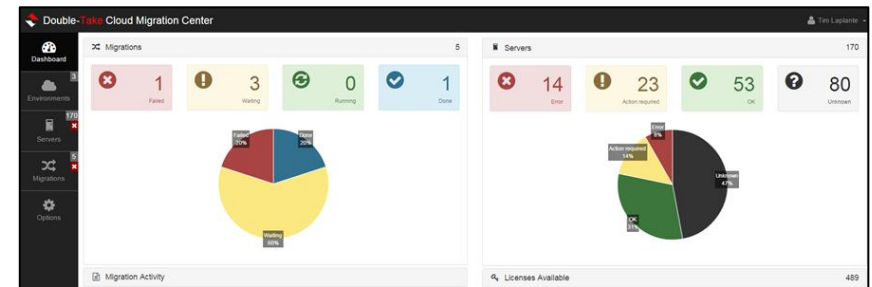 Double-Take Cloud Migration Center
Tim Laplante
Dashboard
3
Environments
170
Servers
5
Migrations
Options
Migrations 5
1
Failed
3
Waiting
0
Running
1
Done
Failed
20%
Done
20%
Waiting
60%
Migration Activity
Servers 170
14
Error
23
Action required
53
OK
80
Unknown
Error
8%
Action required
14%
Unknown
47%
OK
31%
Licenses Available 489